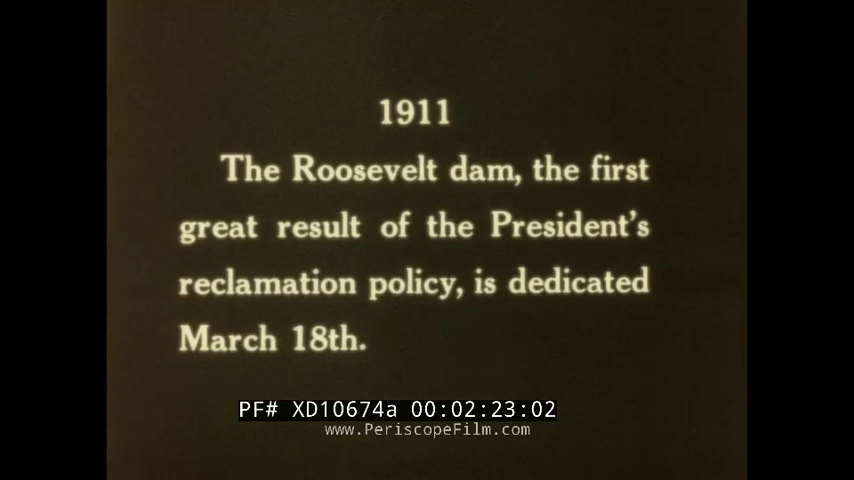 1911
The Roosevelt dam, the first
great result of the President's
reclamation policy, is dedicated
March 18th.
PF# XD10674a 00:02:23:02
www.PeriscopeFilm.com